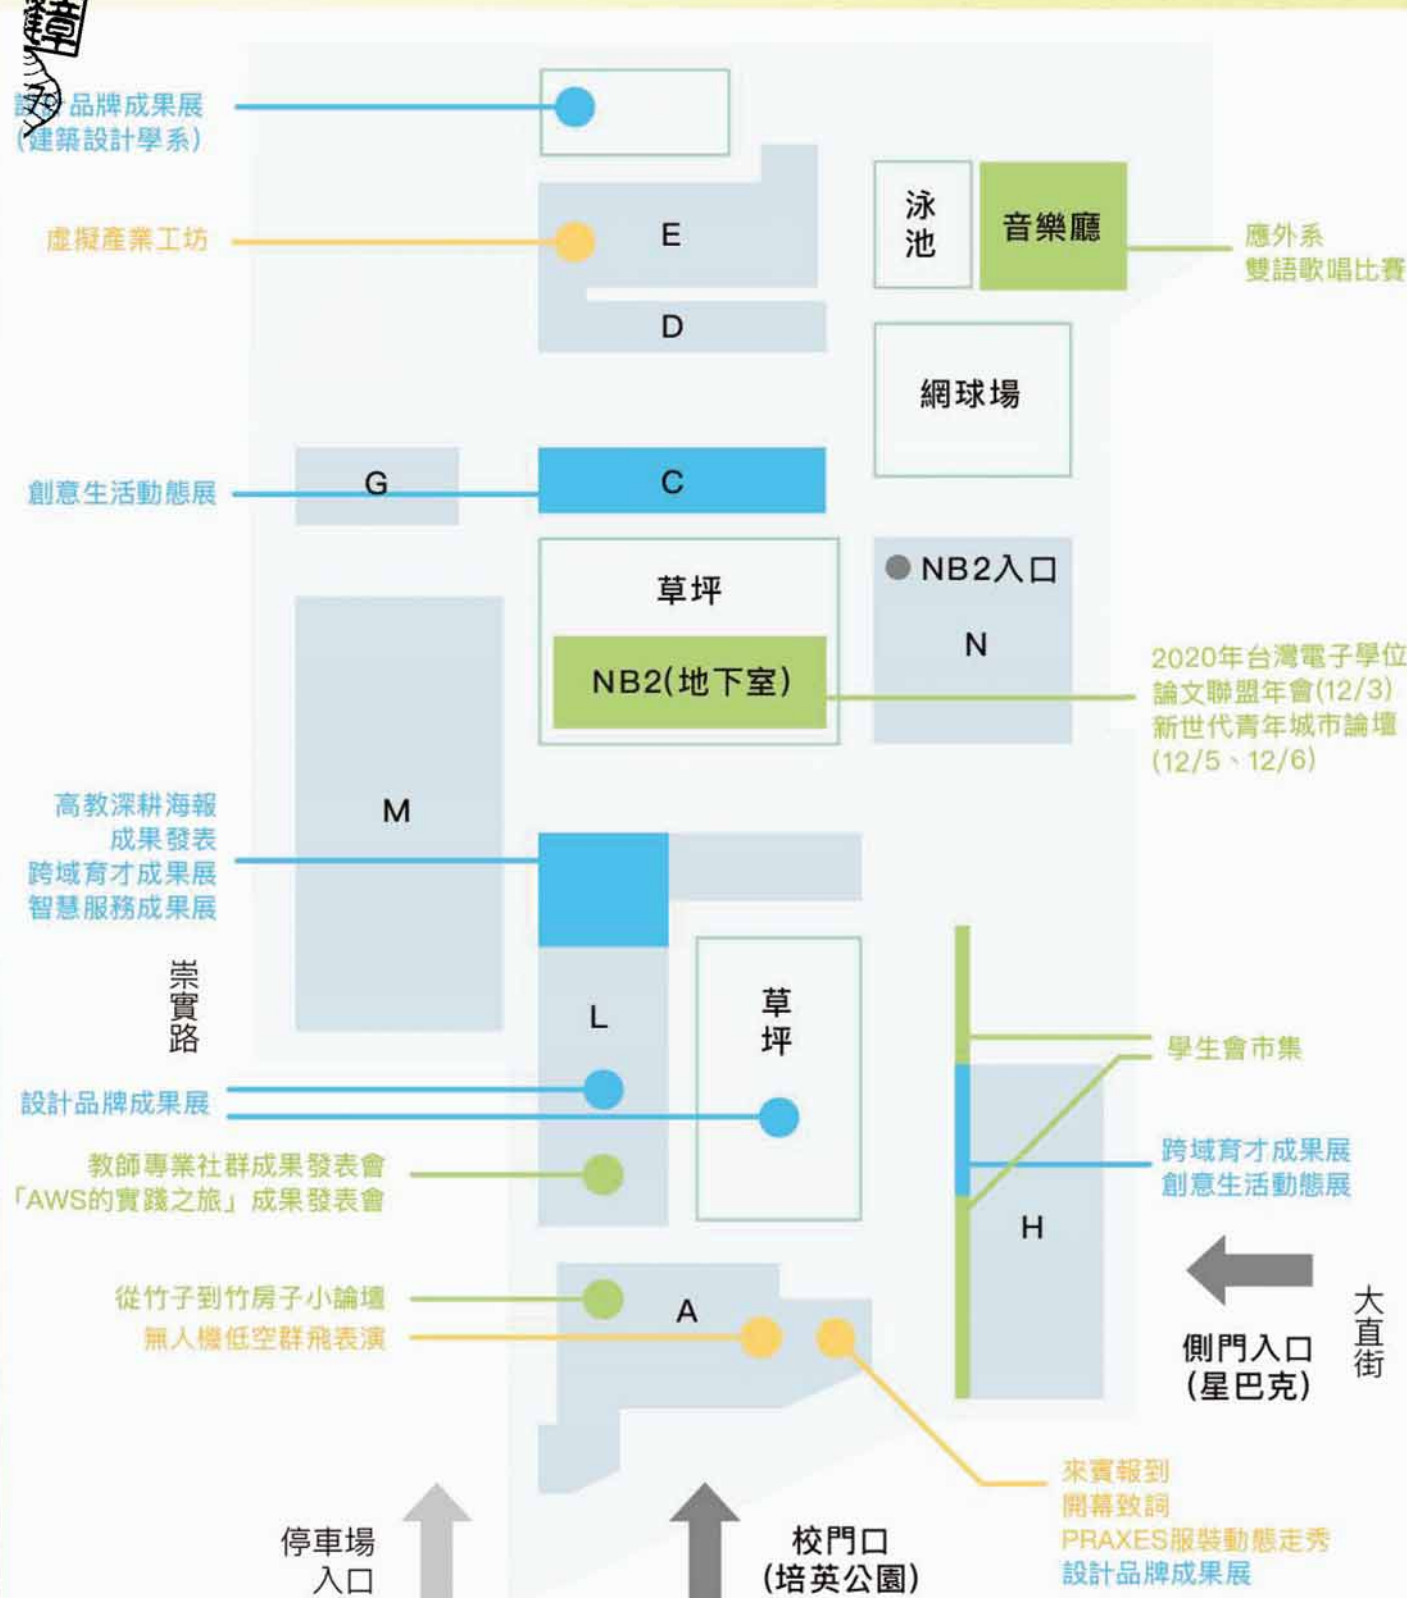 設計品牌成果展
(建築設計學系)
虛擬產業工坊
E
D
泳池
音樂廳
應外系
雙語歌唱比賽
網球場
創意生活動態展
G
C
草坪
NB2(地下室)
NB2入口
N
2020年台灣電子學位
論文聯盟年會(12/3)
新世代青年城市論壇
(12/5、12/6)
M
高教深耕海報
成果發表
跨域育才成果展
智慧服務成果展
崇實路
L
草坪
設計品牌成果展
教師專業社群成果發表會
「AWS的實踐之旅」成果發表會
學生會市集
跨域育才成果展
創意生活動態展
H
從竹子到竹房子小論壇
無人機低空群飛表演
A
側門入口
(星巴克)
大直街
來賓報到
開幕致詞
PRAXES服裝動態走秀
設計品牌成果展
停車場
入口
校門口
(培英公園)